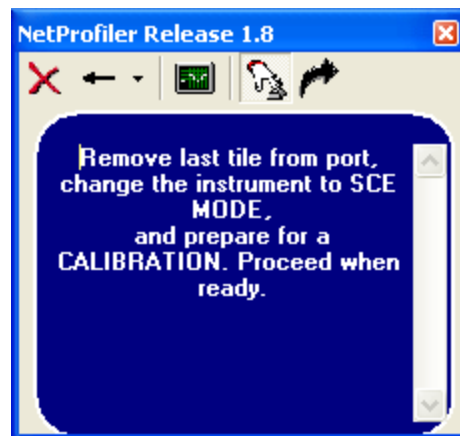 NetProfiler Release 1.8
Remove last tile from port,
change the instrument to SCE
MODE,
and prepare for a
CALIBRATION. Proceed when
ready.